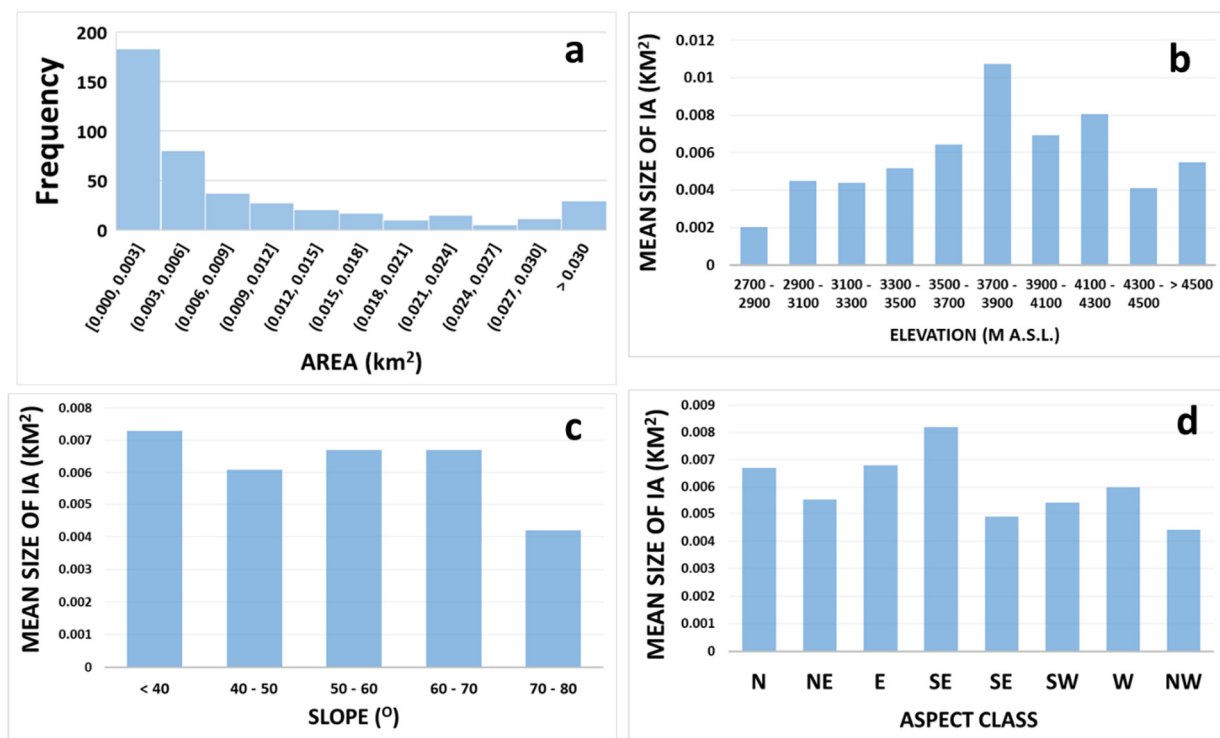 a
Frequency
200
150
100
50
0
[0.000, 0.003]
(0.003, 0.006]
(0.006, 0.009]
(0.009, 0.012]
(0.012, 0.015]
(0.015, 0.018]
(0.018, 0.021]
(0.021, 0.024]
(0.024, 0.027]
(0.027, 0.030]
> 0.030
AREA (km²)
b
MEAN SIZE OF IA (KM²)
0.012
0.01
0.008
0.006
0.004
0.002
0
2700 - 2900 - 3100 - 3300 - 3500 - 3700 - 3900 - 4100 - 4300 - > 4500
2900 3100 3300 3500 3700 3900 4100 4300 4500
ELEVATION (M A.S.L.)
c
MEAN SIZE OF IA (KM²)
0.008
0.007
0.006
0.005
0.004
0.003
0.002
0.001
0
< 40 40 - 50 50 - 60 60 - 70 70 - 80
SLOPE (⁰)
d
MEAN SIZE OF IA (KM²)
0.009
0.008
0.007
0.006
0.005
0.004
0.003
0.002
0.001
0
N NE E SE SE SW W NW
ASPECT CLASS